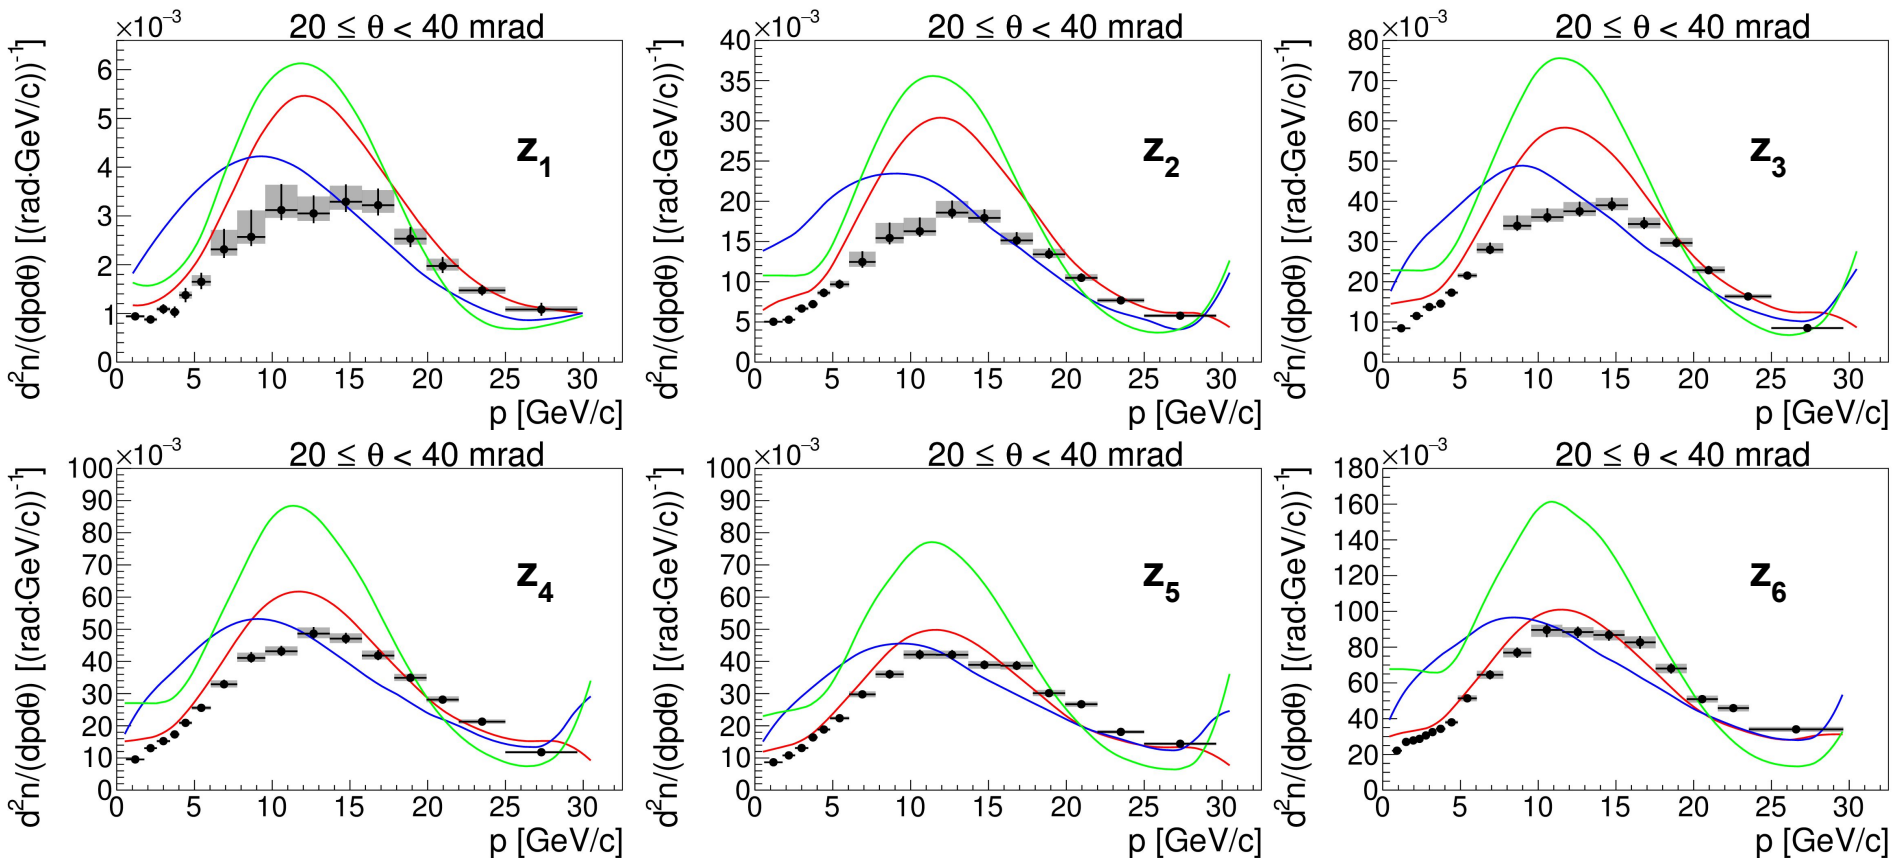 ×10⁻³ 20 ≤ θ < 40 mrad
d²n/(dpdθ) [(rad·GeV/c))⁻¹]
6
5
4
3
2
1
0
z₁
0 5 10 15 20 25 30
p [GeV/c]
×10⁻³ 20 ≤ θ < 40 mrad
d²n/(dpdθ) [(rad·GeV/c))⁻¹]
40
35
30
25
20
15
10
5
0
z₂
0 5 10 15 20 25 30
p [GeV/c]
×10⁻³ 20 ≤ θ < 40 mrad
d²n/(dpdθ) [(rad·GeV/c))⁻¹]
80
70
60
50
40
30
20
10
0
z₃
0 5 10 15 20 25 30
p [GeV/c]
×10⁻³ 20 ≤ θ < 40 mrad
d²n/(dpdθ) [(rad·GeV/c))⁻¹]
100
90
80
70
60
50
40
30
20
10
0
z₄
0 5 10 15 20 25 30
p [GeV/c]
×10⁻³ 20 ≤ θ < 40 mrad
d²n/(dpdθ) [(rad·GeV/c))⁻¹]
100
90
80
70
60
50
40
30
20
10
0
z₅
0 5 10 15 20 25 30
p [GeV/c]
×10⁻³ 20 ≤ θ < 40 mrad
d²n/(dpdθ) [(rad·GeV/c))⁻¹]
180
160
140
120
100
80
60
40
20
0
z₆
0 5 10 15 20 25 30
p [GeV/c]